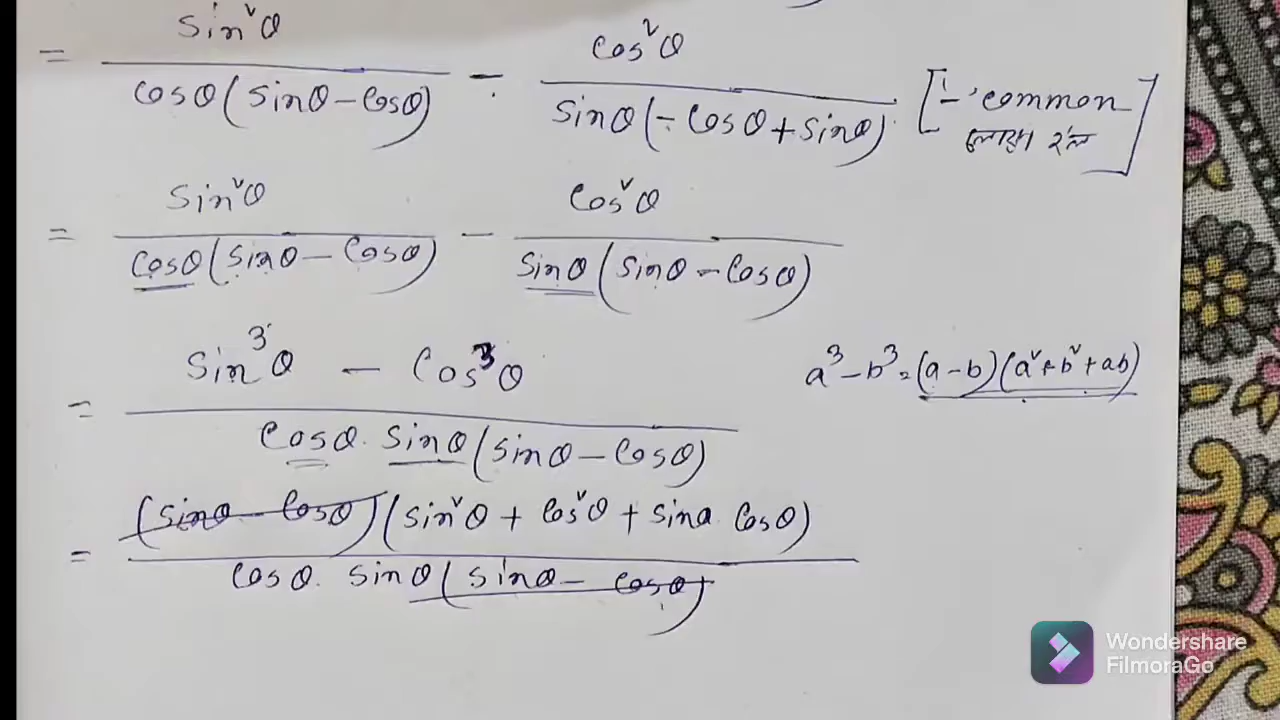 = sin²θ / cosθ(sinθ – cosθ) – cos²θ / sinθ(– cosθ + sinθ) [‘–’ common
হল]
= sin²θ / cosθ(sinθ – cosθ) – cos²θ / sinθ(sinθ – cosθ)
= sin³θ – cos³θ / cosθ. sinθ(sinθ – cosθ)
a³ – b³ = (a – b)(a² + b² + ab)
= (sinθ – cosθ)(sin²θ + cos²θ + sinθ. cosθ) / cosθ. sinθ(sinθ – cosθ)
Wondershare
FilmoraGo